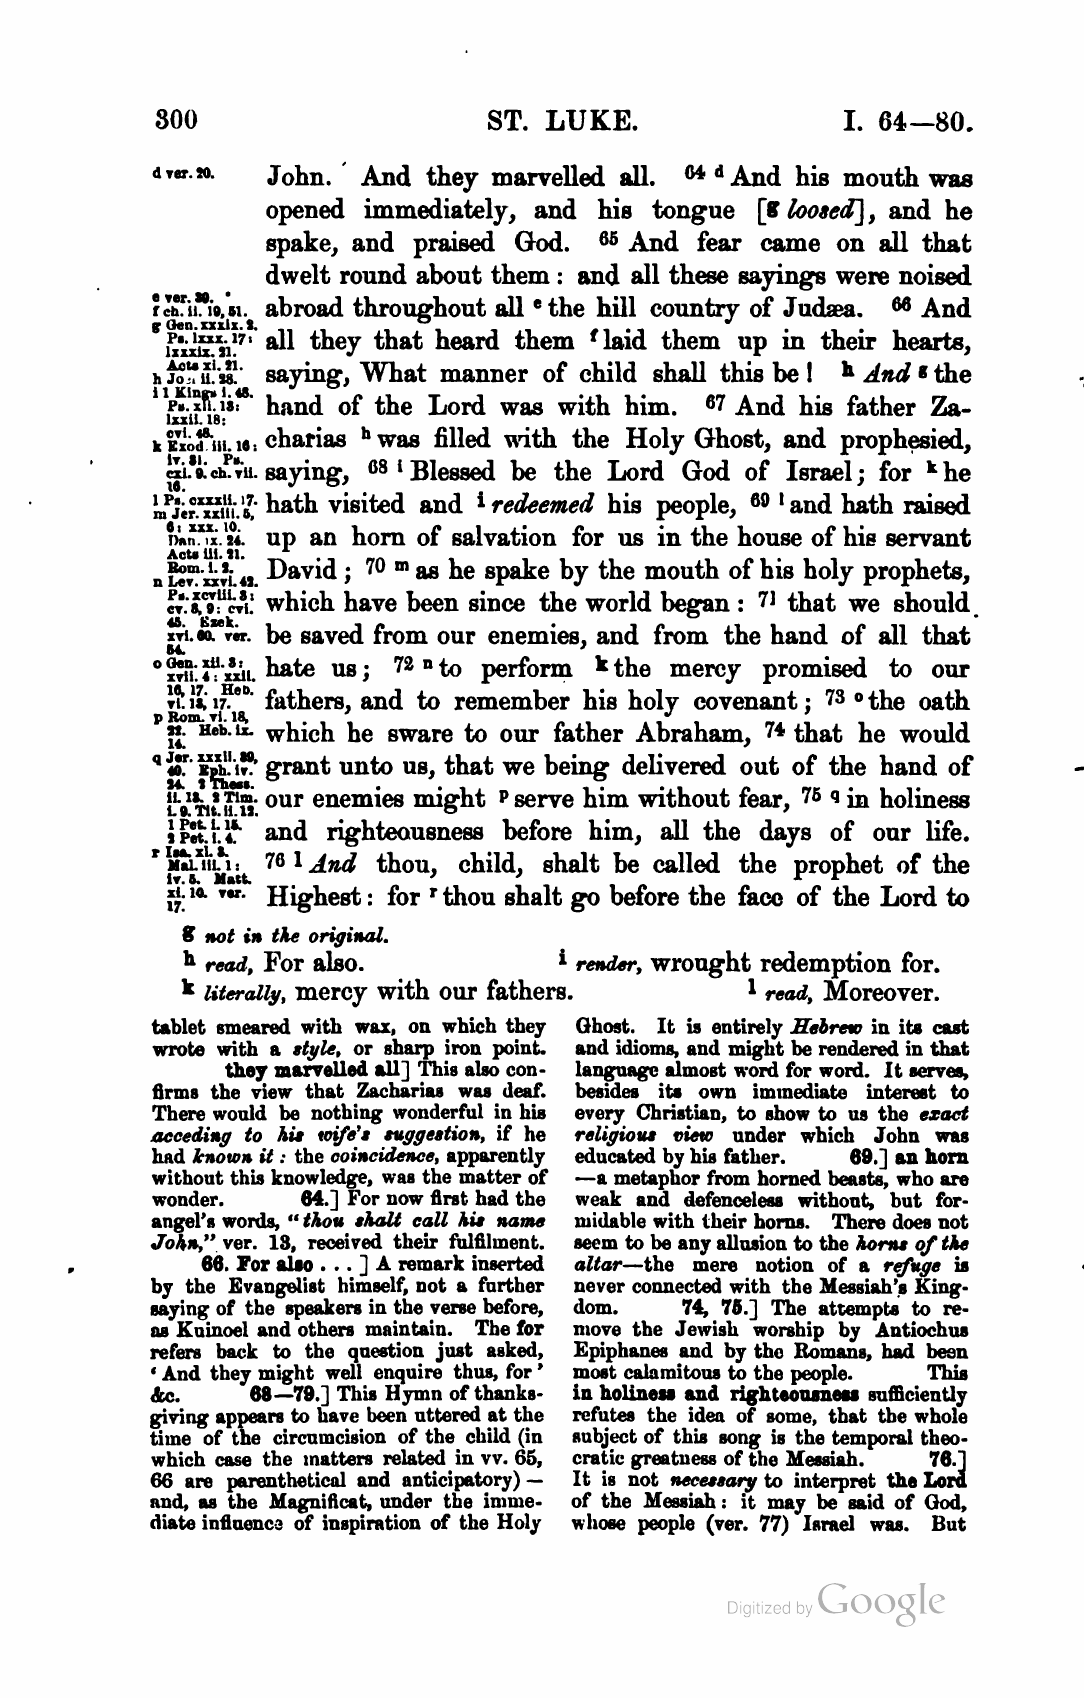 300 ST. LUKE. I. 64—80.
d ver. 20.
e ver. 39.
f ch. ii. 19, 51.
g Gen. xxxix. 2.
Ps. lxxx. 17:
lxxxix. 21.
Acts xi. 21.
h Joel ii. 28.
i 1 Kings i. 48.
Ps. xli. 13:
lxxii. 18:
cvi. 48.
k Exod. iii. 16:
iv. 31. Ps.
cxi. 9. ch. vii.
16.
l Ps. cxxxii. 17.
m Jer. xxiii. 5,
6: xxx. 10.
Dan. ix. 24.
Acts iii. 21.
Rom. i. 2.
n Lev. xxvi. 42.
Ps. xcviii. 3:
cv. 8, 9: cvi.
45. Ezek.
xvi. 60. ver.
54.
o Gen. xii. 3:
xvii. 4: xxii.
16, 17. Heb.
vi. 13, 17.
p Rom. vi. 18,
22. Heb. ix.
14.
q Jer. xxxii. 39,
40. Eph. iv.
24. 2 Thess.
ii. 13. 2 Tim.
i. 9. Tit. ii. 12.
1 Pet. i. 15.
2 Pet. i. 4.
r Isa. xl. 3.
Mal. iii. 1:
iv. 5. Matt.
xi. 10. ver.
17.
John. And they marvelled all. 64 d And his mouth was
opened immediately, and his tongue [g loosed], and he
spake, and praised God. 65 And fear came on all that
dwelt round about them: and all these sayings were noised
abroad throughout all e the hill country of Judæa. 66 And
all they that heard them f laid them up in their hearts,
saying, What manner of child shall this be! h And g the
hand of the Lord was with him. 67 And his father Za-
charias h was filled with the Holy Ghost, and prophesied,
saying, 68 i Blessed be the Lord God of Israel; for k he
hath visited and i redeemed his people, 69 l and hath raised
up an horn of salvation for us in the house of his servant
David; 70 m as he spake by the mouth of his holy prophets,
which have been since the world began: 71 that we should
be saved from our enemies, and from the hand of all that
hate us; 72 n to perform k the mercy promised to our
fathers, and to remember his holy covenant; 73 o the oath
which he sware to our father Abraham, 74 that he would
grant unto us, that we being delivered out of the hand of
our enemies might p serve him without fear, 75 q in holiness
and righteousness before him, all the days of our life.
76 l And thou, child, shalt be called the prophet of the
Highest: for r thou shalt go before the face of the Lord to
g not in the original.
h read, For also. i render, wrought redemption for.
k literally, mercy with our fathers. l read, Moreover.
tablet smeared with wax, on which they
wrote with a style, or sharp iron point.
they marvelled all] This also con-
firms the view that Zacharias was deaf.
There would be nothing wonderful in his
acceding to his wife's suggestion, if he
had known it: the coincidence, apparently
without this knowledge, was the matter of
wonder. 64.] For now first had the
angel's words, "thou shalt call his name
John," ver. 13, received their fulfilment.
66. For also . . . ] A remark inserted
by the Evangelist himself, not a further
saying of the speakers in the verse before,
as Kuinoel and others maintain. The for
refers back to the question just asked,
'And they might well enquire thus, for'
&c. 68—79.] This Hymn of thanks-
giving appears to have been uttered at the
time of the circumcision of the child (in
which case the matters related in vv. 65,
66 are parenthetical and anticipatory)—
and, as the Magnificat, under the imme-
diate influence of inspiration of the Holy
Ghost. It is entirely Hebrew in its cast
and idioms, and might be rendered in that
language almost word for word. It serves,
besides its own immediate interest to
every Christian, to show to us the exact
religious view under which John was
educated by his father. 69.] an horn
—a metaphor from horned beasts, who are
weak and defenceless without, but for-
midable with their horns. There does not
seem to be any allusion to the horns of the
altar—the mere notion of a refuge is
never connected with the Messiah's King-
dom. 74, 75.] The attempts to re-
move the Jewish worship by Antiochus
Epiphanes and by the Romans, had been
most calamitous to the people. This
in holiness and righteousness sufficiently
refutes the idea of some, that the whole
subject of this song is the temporal theo-
cratic greatness of the Messiah. 76.]
It is not necessary to interpret the Lord
of the Messiah: it may be said of God,
whose people (ver. 77) Israel was. But
Digitized by Google